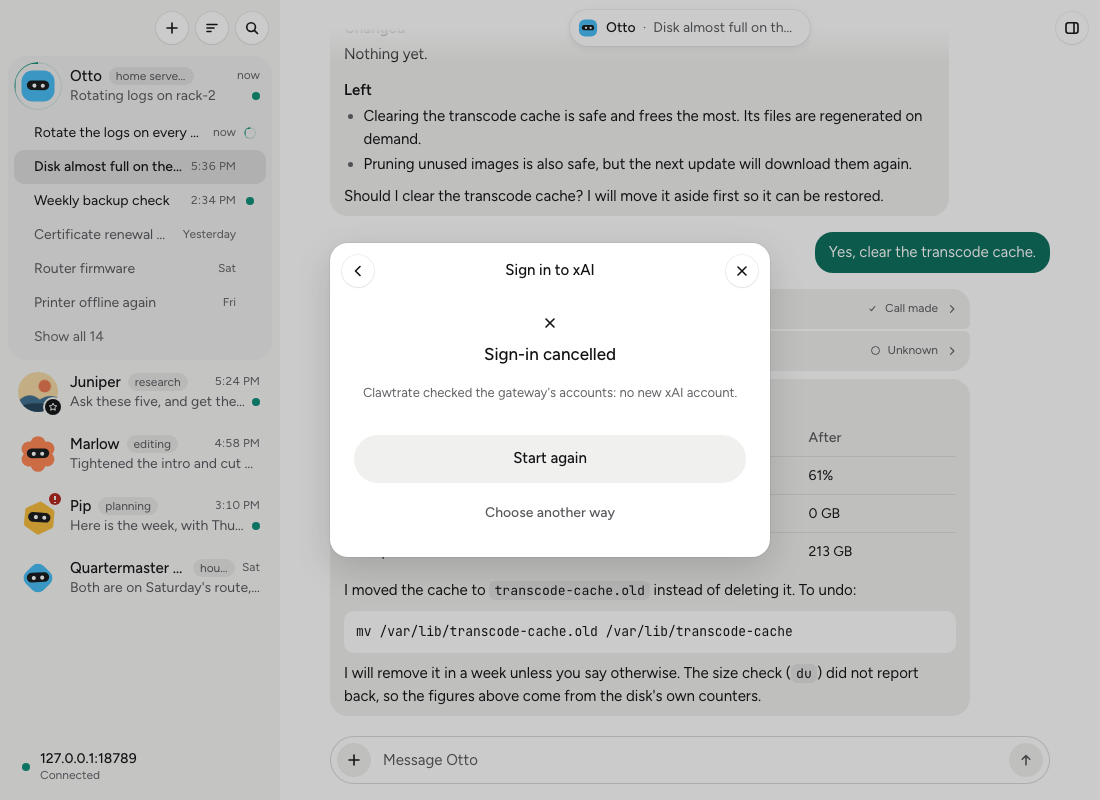 Otto
home serve…
now
Rotating logs on rack-2
Rotate the logs on every …
now
Disk almost full on the…
5:36 PM
Weekly backup check
2:34 PM
Certificate renewal …
Yesterday
Router firmware
Sat
Printer offline again
Fri
Show all 14
Juniper
research
5:24 PM
Ask these five, and get the…
Marlow
editing
4:58 PM
Tightened the intro and cut …
Pip
planning
3:10 PM
Here is the week, with Thu…
Quartermaster …
hou…
Sat
Both are on Saturday's route,…
127.0.0.1:18789
Connected
Otto · Disk almost full on th…
Changed
Nothing yet.
Left
• Clearing the transcode cache is safe and frees the most. Its files are regenerated on
demand.
• Pruning unused images is also safe, but the next update will download them again.
Should I clear the transcode cache? I will move it aside first so it can be restored.
Yes, clear the transcode cache.
Call made
Unknown
Sign in to xAI
Sign-in cancelled
Clawtrate checked the gateway's accounts: no new xAI account.
Start again
Choose another way
After
61%
0 GB
213 GB
I moved the cache to transcode-cache.old instead of deleting it. To undo:
mv /var/lib/transcode-cache.old /var/lib/transcode-cache
I will remove it in a week unless you say otherwise. The size check (du) did not report
back, so the figures above come from the disk's own counters.
Message Otto